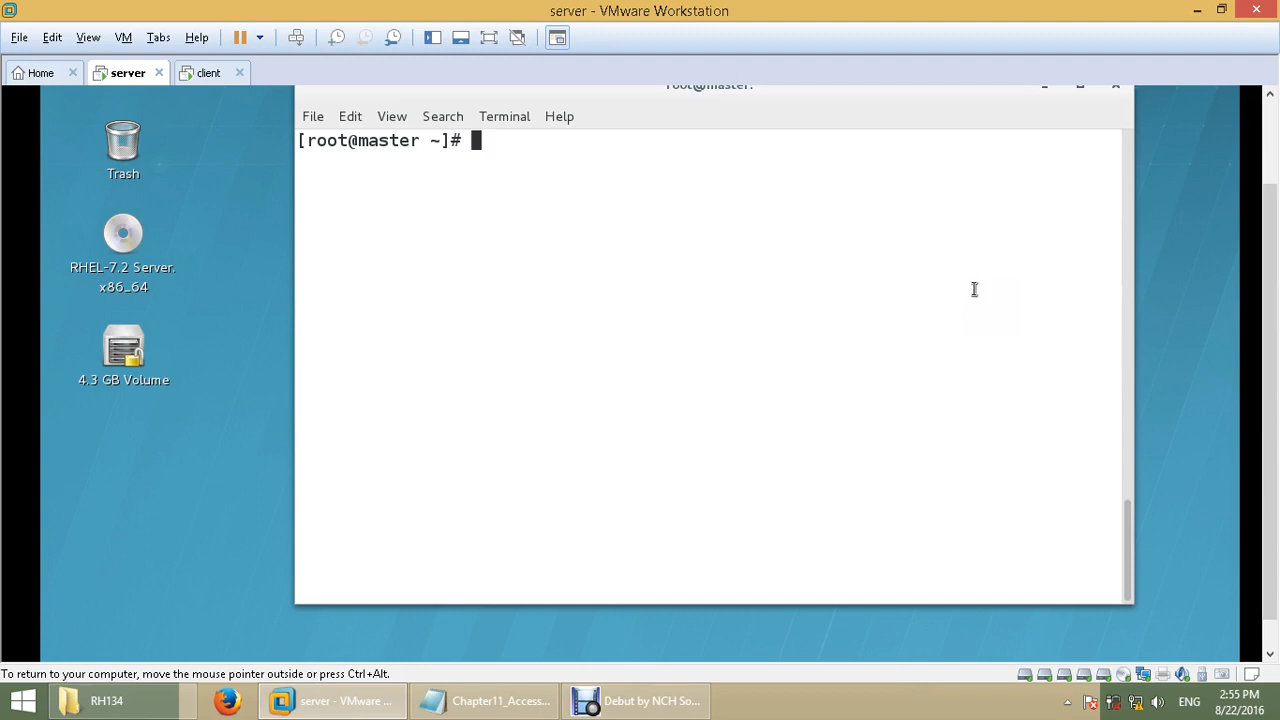 server - VMware Workstation
File Edit View VM Tabs Help
Home server client
root@master:
File Edit View Search Terminal Help
[root@master ~]#
Trash
RHEL-7.2 Server.
x86_64
4.3 GB Volume
To return to your computer, move the mouse pointer outside or press Ctrl+Alt.
RH134
server - VMware ...
Chapter11_Access...
Debut by NCH So...
ENG
2:55 PM
8/22/2016